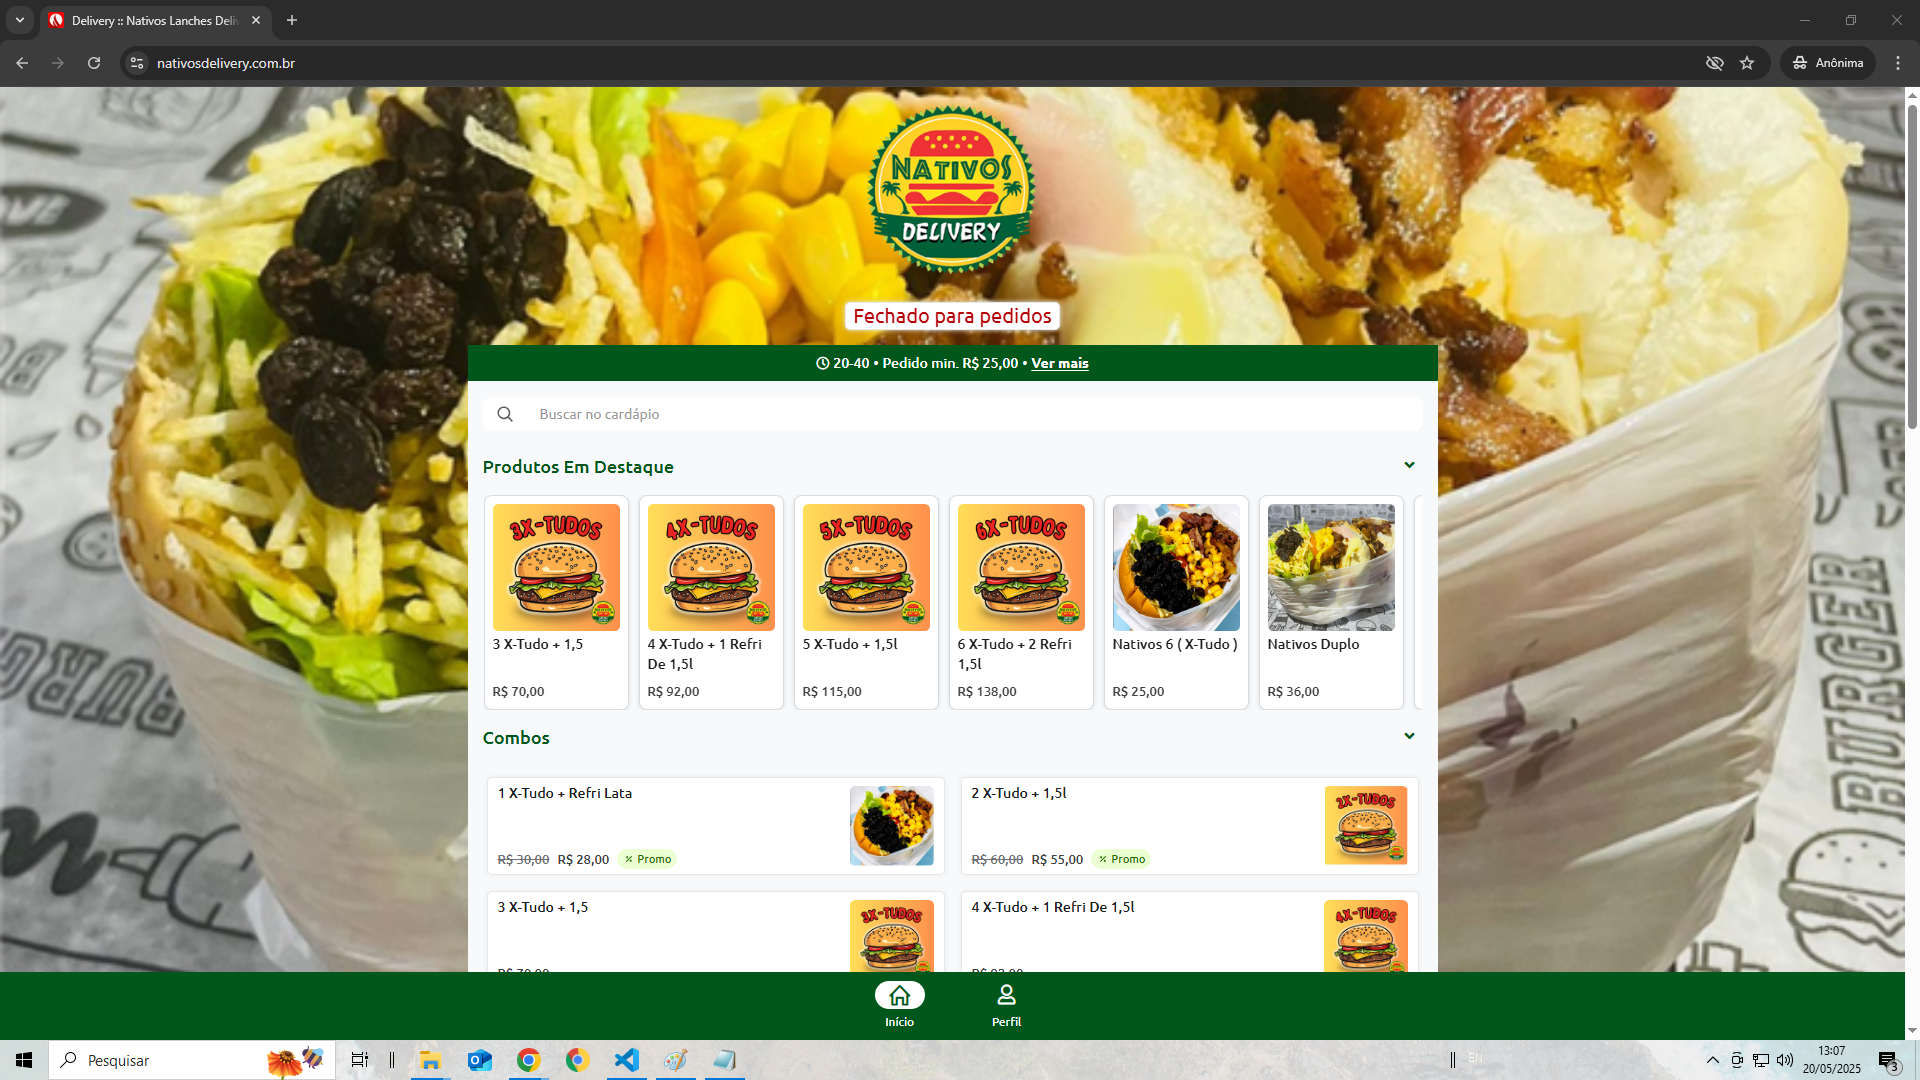 Delivery :: Nativos Lanches Deli
nativosdelivery.com.br
Anônima
NATIVOS
DELIVERY
Fechado para pedidos
20-40 • Pedido min. R$ 25,00 • Ver mais
Buscar no cardápio
Produtos Em Destaque
3X-TUDOS
4X-TUDOS
5X-TUDOS
6X-TUDOS
3 X-Tudo + 1,5
4 X-Tudo + 1 Refri
De 1,5l
5 X-Tudo + 1,5l
6 X-Tudo + 2 Refri
1,5l
Nativos 6 ( X-Tudo )
Nativos Duplo
R$ 70,00
R$ 92,00
R$ 115,00
R$ 138,00
R$ 25,00
R$ 36,00
Combos
1 X-Tudo + Refri Lata
R$ 30,00 R$ 28,00 Promo
2 X-Tudo + 1,5l
2X-TUDOS
R$ 60,00 R$ 55,00 Promo
3 X-Tudo + 1,5
3X-TUDOS
4 X-Tudo + 1 Refri De 1,5l
4X-TUDOS
BURGER
Início
Perfil
Pesquisar
EN
13:07
20/05/2025
3